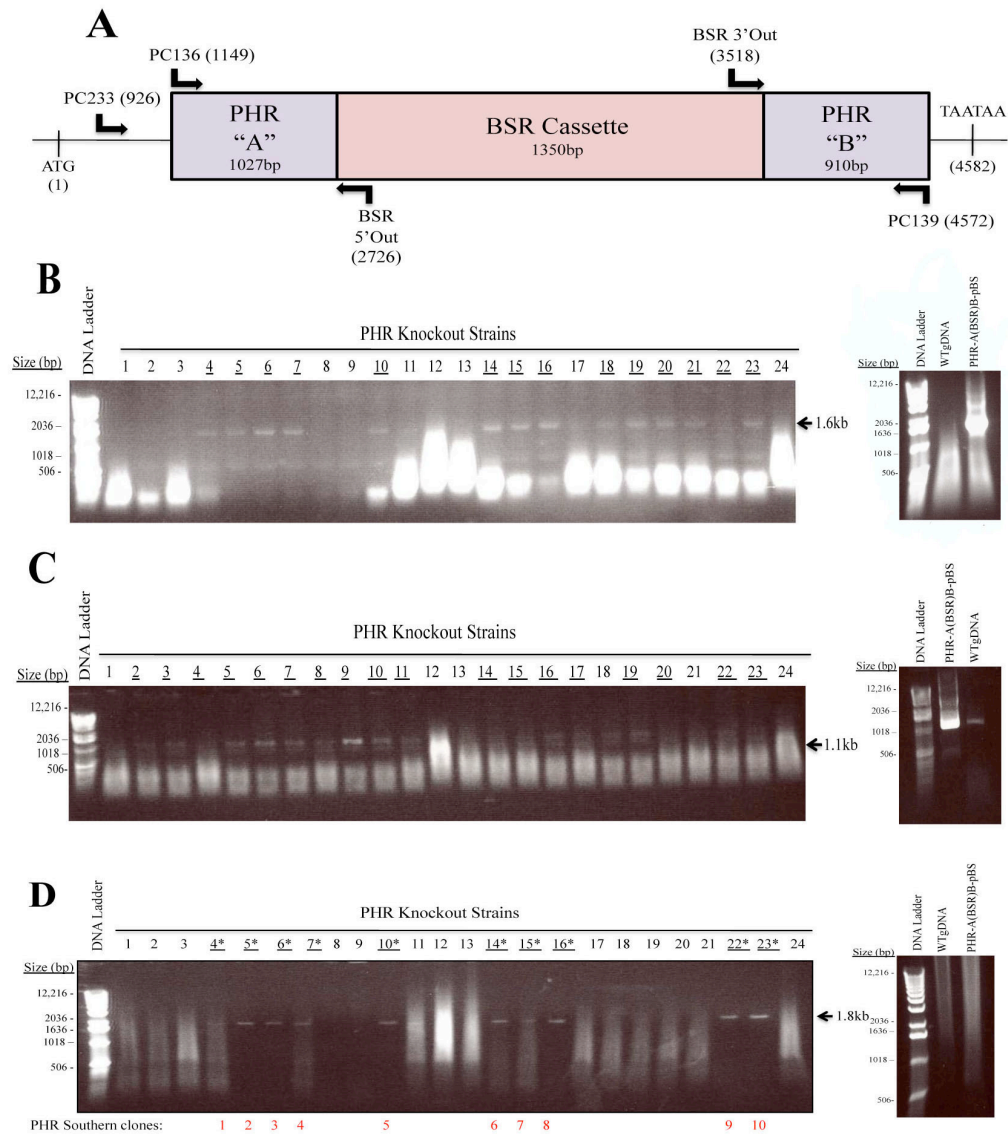 A
PC136 (1149)
BSR 3'Out
(3518)
PC233 (926)
PHR
"A"
1027bp
BSR Cassette
1350bp
PHR
"B"
910bp
TAATAA
ATG
(1)
(4582)
BSR
5'Out
(2726)
PC139 (4572)
B
DNA Ladder
PHR Knockout Strains
Size (bp)
1 2 3 4 5 6 7 8 9 10 11 12 13 14 15 16 17 18 19 20 21 22 23 24
12,216 -
2036 -
1018 -
506 -
1.6kb
DNA Ladder
WTgDNA
PHR-A(BSR)B-pBS
Size (bp)
12,216 -
2036 -
1636 -
1018 -
506 -
C
DNA Ladder
PHR Knockout Strains
Size (bp)
1 2 3 4 5 6 7 8 9 10 11 12 13 14 15 16 17 18 19 20 21 22 23 24
12,216 -
2036 -
1018 -
506-
1.1kb
DNA Ladder
PHR-A(BSR)B-pBS
WTgDNA
Size (bp)
12,216 -
2036 -
1018 -
506 -
D
DNA Ladder
PHR Knockout Strains
Size (bp)
1 2 3 4* 5* 6* 7* 8 9 10* 11 12 13 14* 15* 16* 17 18 19 20 21 22* 23* 24
12,216 -
2036 -
1636 -
1018 -
506 -
1.8kb
DNA Ladder
WTgDNA
PHR-A(BSR)B-pBS
Size (bp)
12,216 -
2036 -
1636 -
1018 -
506-
PHR Southern clones: 1 2 3 4 5 6 7 8 9 10